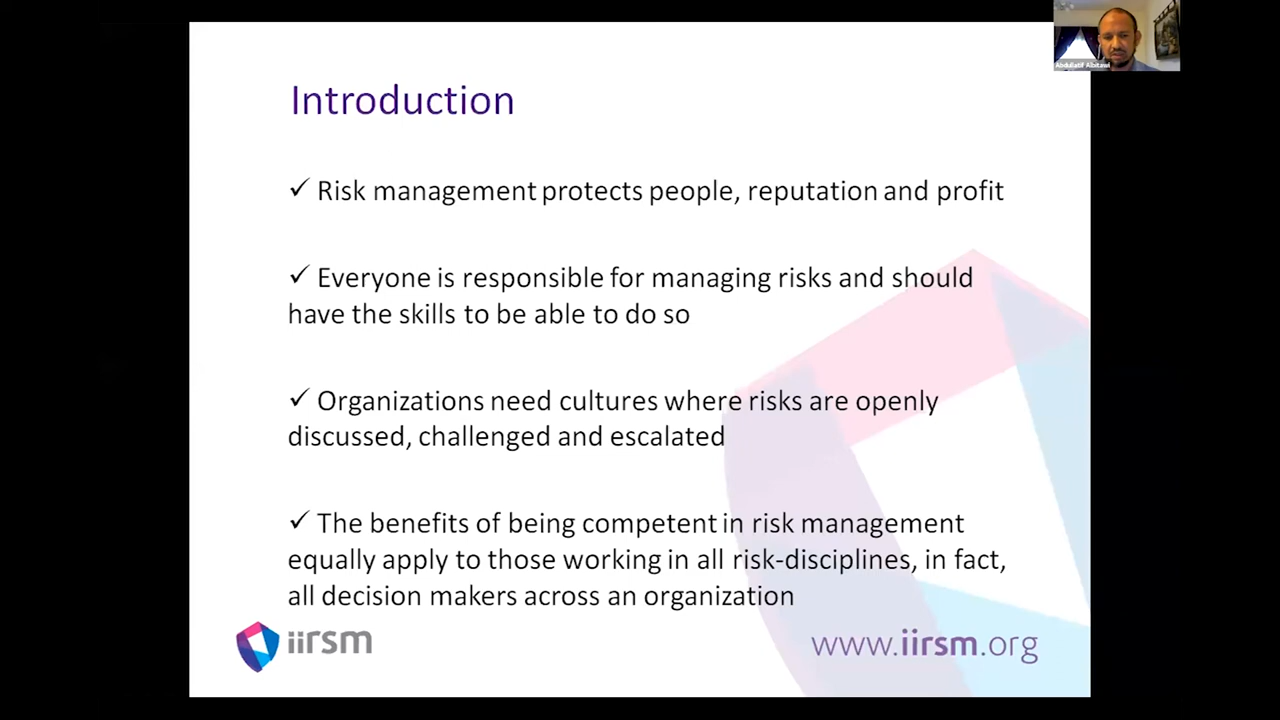 Abdullatif Albitawi
Introduction
✓ Risk management protects people, reputation and profit
✓ Everyone is responsible for managing risks and should
have the skills to be able to do so
✓ Organizations need cultures where risks are openly
discussed, challenged and escalated
✓ The benefits of being competent in risk management
equally apply to those working in all risk-disciplines, in fact,
all decision makers across an organization
iirsm
www.iirsm.org